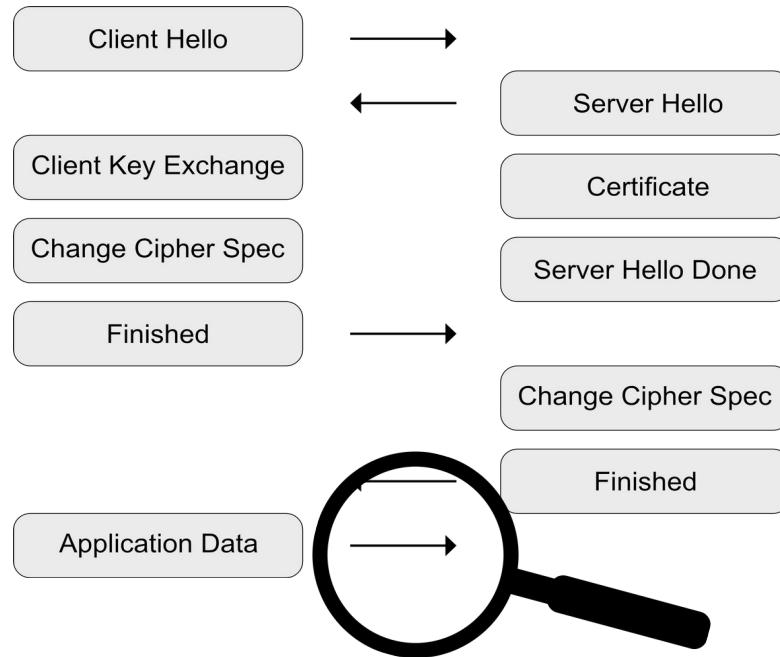 Client Hello
Server Hello
Client Key Exchange
Certificate
Change Cipher Spec
Server Hello Done
Finished
Change Cipher Spec
Finished
Application Data